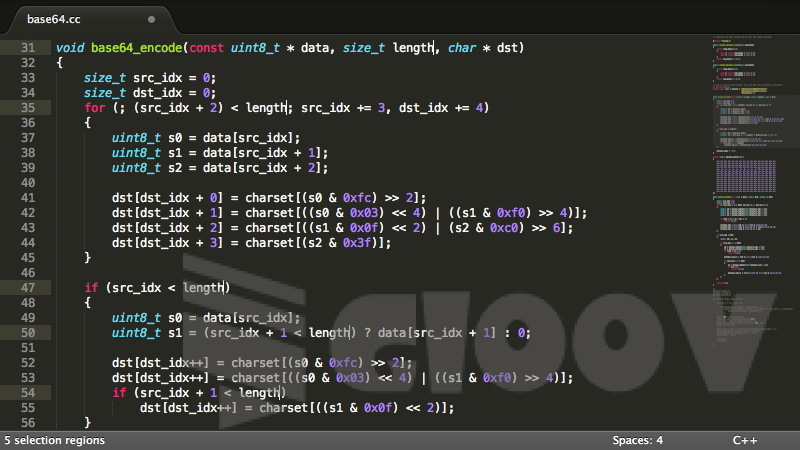 base64.cc
31 void base64_encode(const uint8_t * data, size_t length, char * dst)
32 {
33 size_t src_idx = 0;
34 size_t dst_idx = 0;
35 for (; (src_idx + 2) < length; src_idx += 3, dst_idx += 4)
36 {
37 uint8_t s0 = data[src_idx];
38 uint8_t s1 = data[src_idx + 1];
39 uint8_t s2 = data[src_idx + 2];
40
41 dst[dst_idx + 0] = charset[(s0 & 0xfc) >> 2];
42 dst[dst_idx + 1] = charset[((s0 & 0x03) << 4) | ((s1 & 0xf0) >> 4)];
43 dst[dst_idx + 2] = charset[((s1 & 0x0f) << 2) | (s2 & 0xc0) >> 6];
44 dst[dst_idx + 3] = charset[(s2 & 0x3f)];
45 }
46
47 if (src_idx < length)
48 {
49 uint8_t s0 = data[src_idx];
50 uint8_t s1 = (src_idx + 1 < length) ? data[src_idx + 1] : 0;
51
52 dst[dst_idx++] = charset[(s0 & 0xfc) >> 2];
53 dst[dst_idx++] = charset[((s0 & 0x03) << 4) | ((s1 & 0xf0) >> 4)];
54 if (src_idx + 1 < length)
55 dst[dst_idx++] = charset[((s1 & 0x0f) << 2)];
56 }
5 selection regions
Spaces: 4
C++